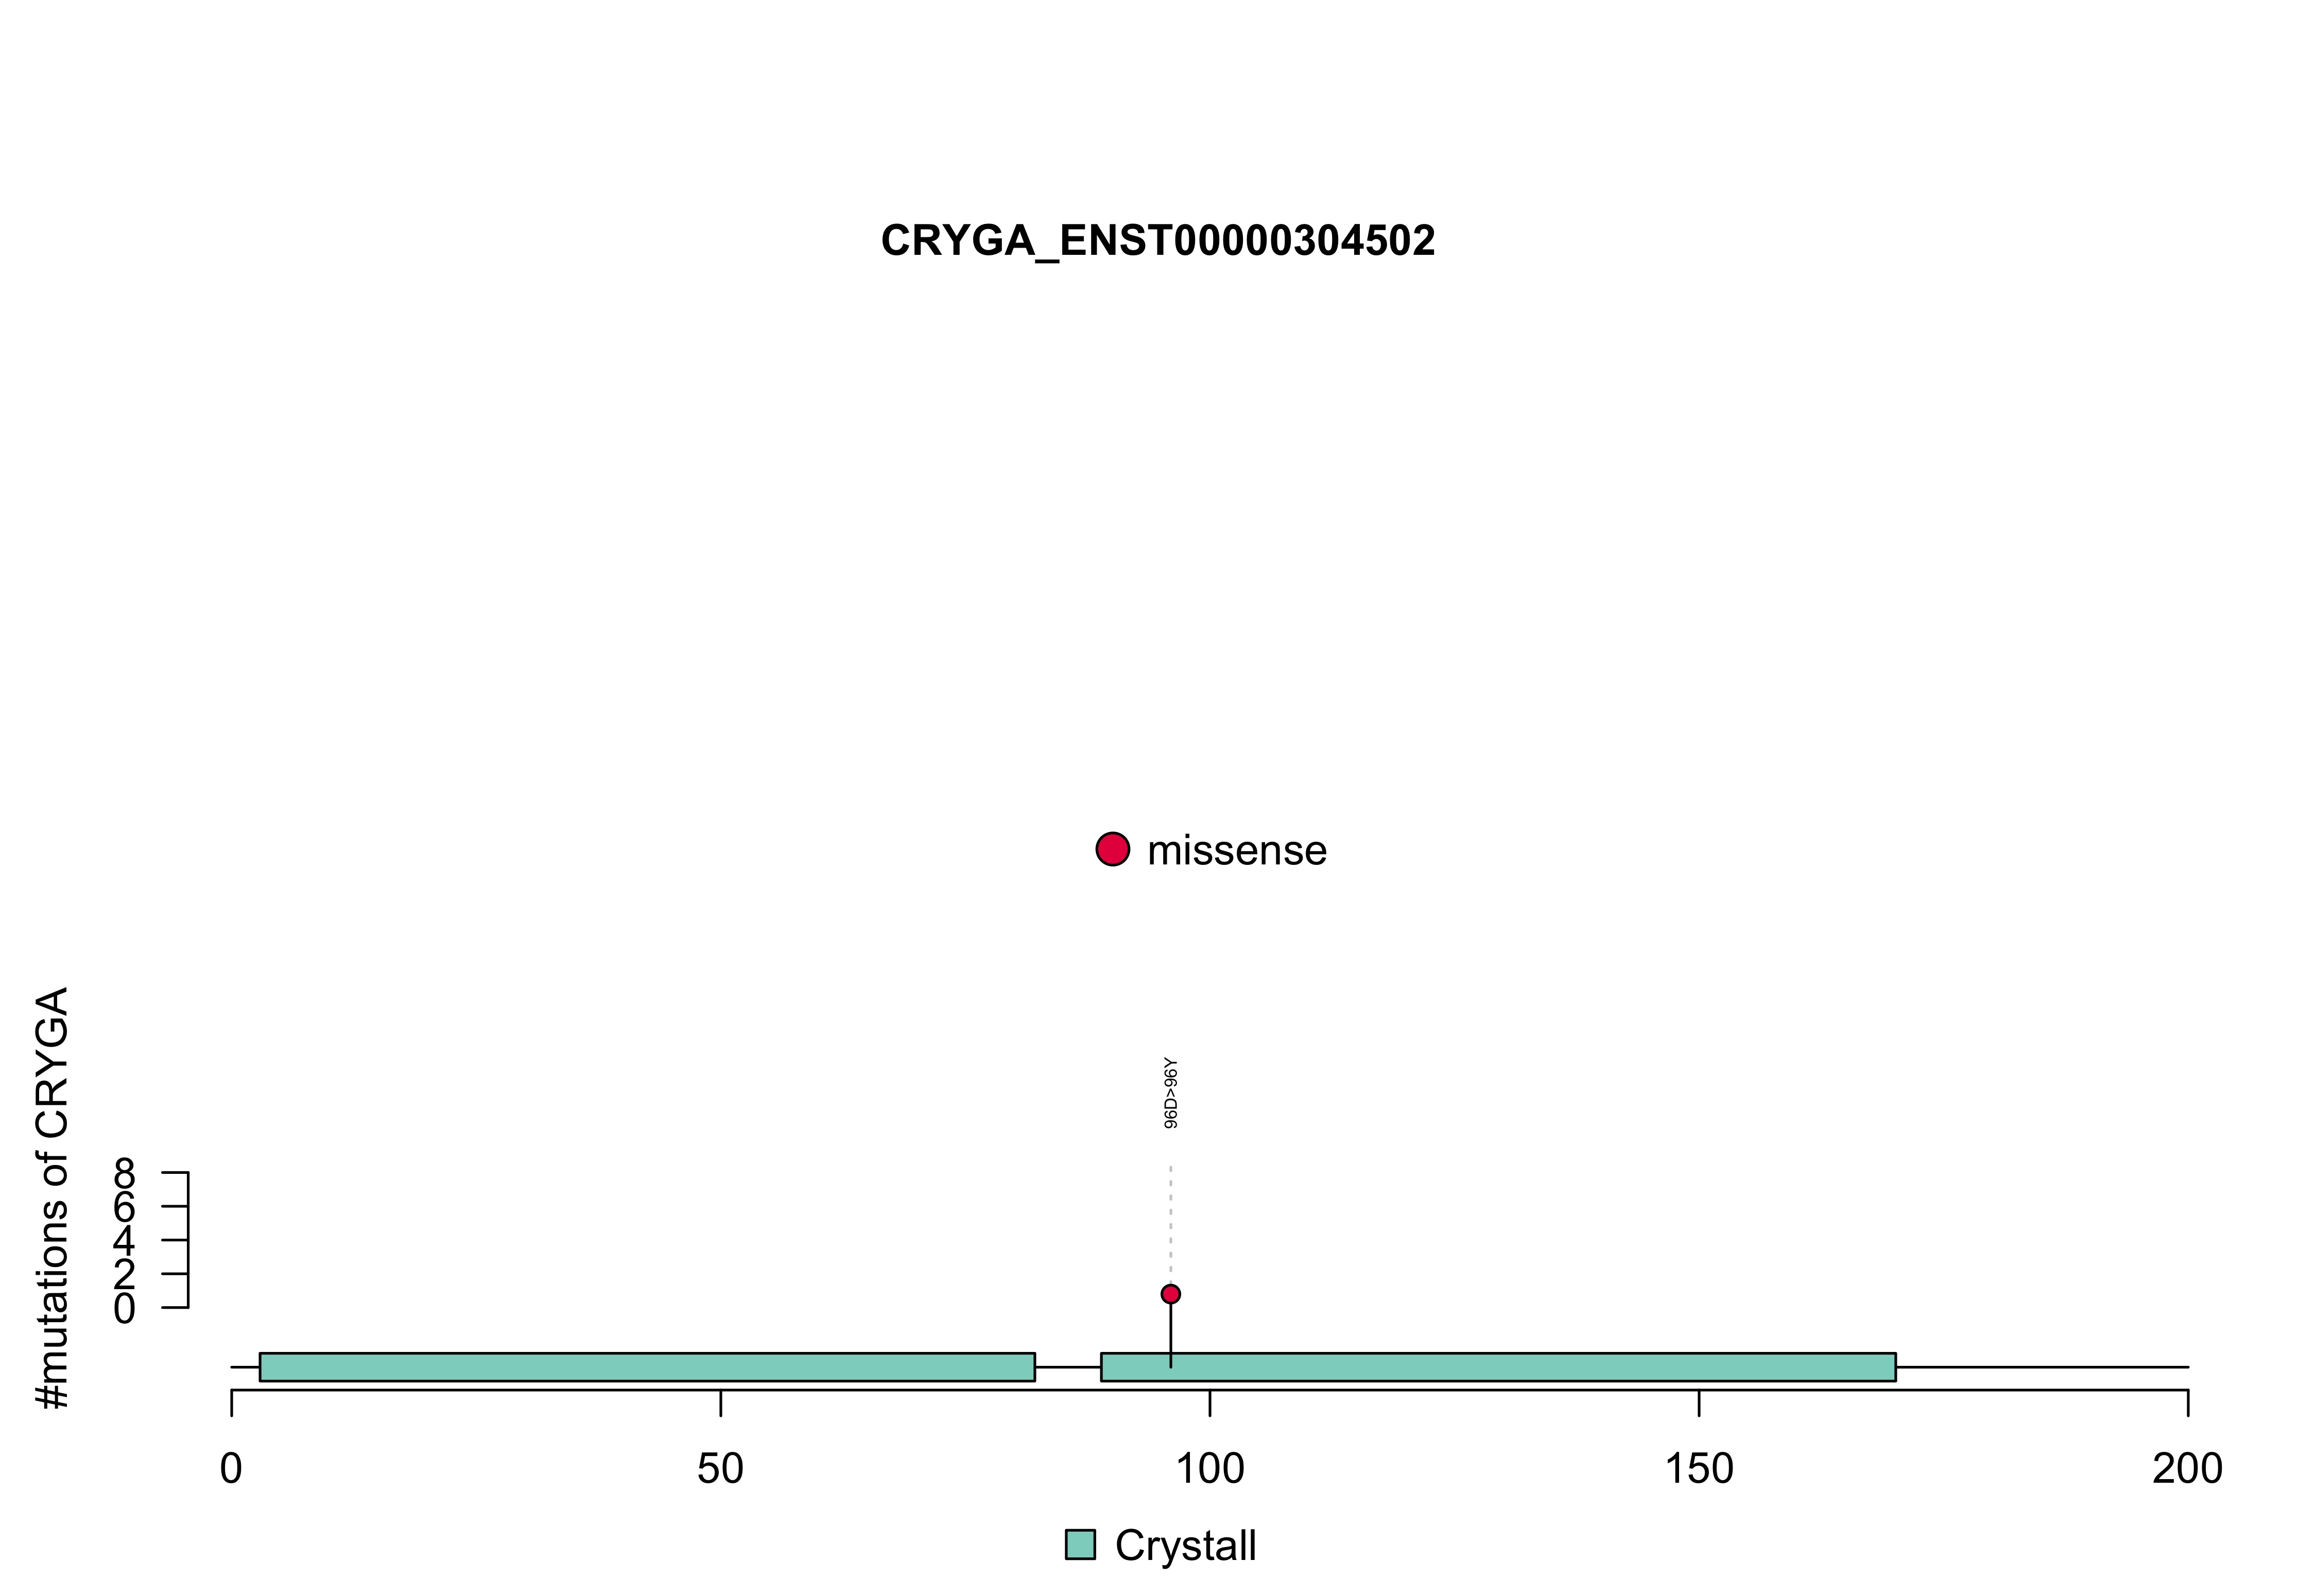 CRYGA_ENST00000304502
missense
#mutations of CRYGA
96D>96Y
8
6
4
2
0
0 50 100 150 200
Crystall